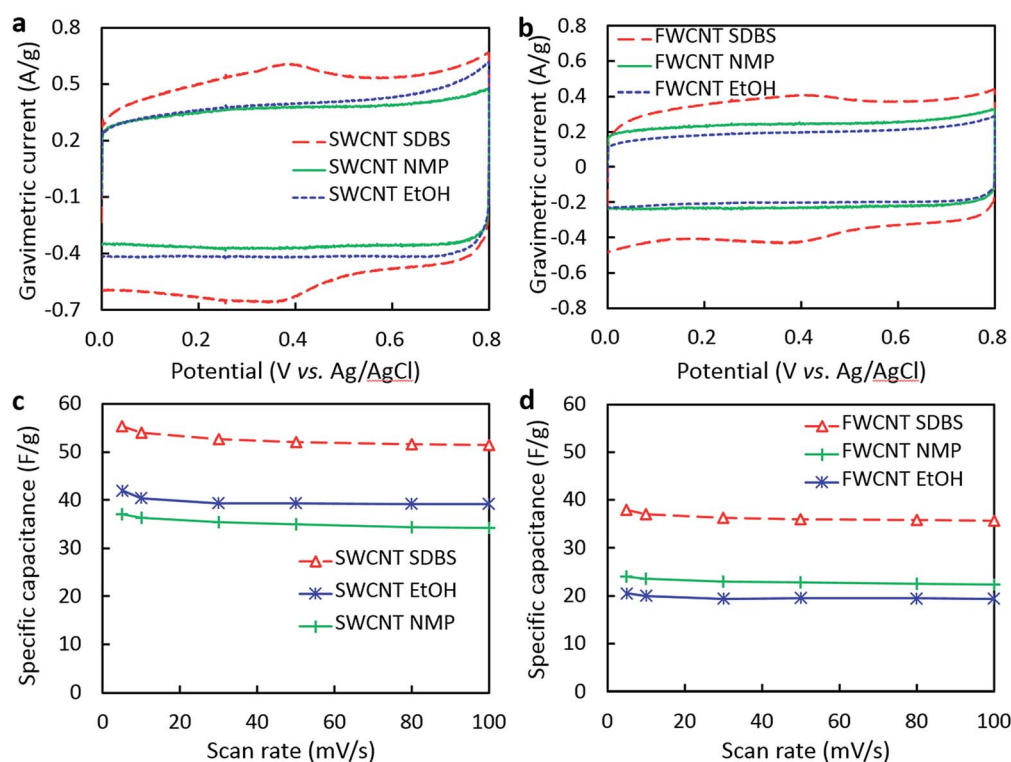 a
Gravimetric current (A/g)
0.8
0.5
0.2
-0.1
-0.4
-0.7
SWCNT SDBS
SWCNT NMP
SWCNT EtOH
0.0 0.2 0.4 0.6 0.8
Potential (V vs. Ag/AgCl)
b
Gravimetric current (A/g)
0.8
0.6
0.4
0.2
0
-0.2
-0.4
-0.6
-0.8
FWCNT SDBS
FWCNT NMP
FWCNT EtOH
0.0 0.2 0.4 0.6 0.8
Potential (V vs. Ag/AgCl)
c
Specific capacitance (F/g)
60
50
40
30
20
10
0
SWCNT SDBS
SWCNT EtOH
SWCNT NMP
0 20 40 60 80 100
Scan rate (mV/s)
d
Specific capacitance (F/g)
60
50
40
30
20
10
0
FWCNT SDBS
FWCNT NMP
FWCNT EtOH
0 20 40 60 80 100
Scan rate (mV/s)